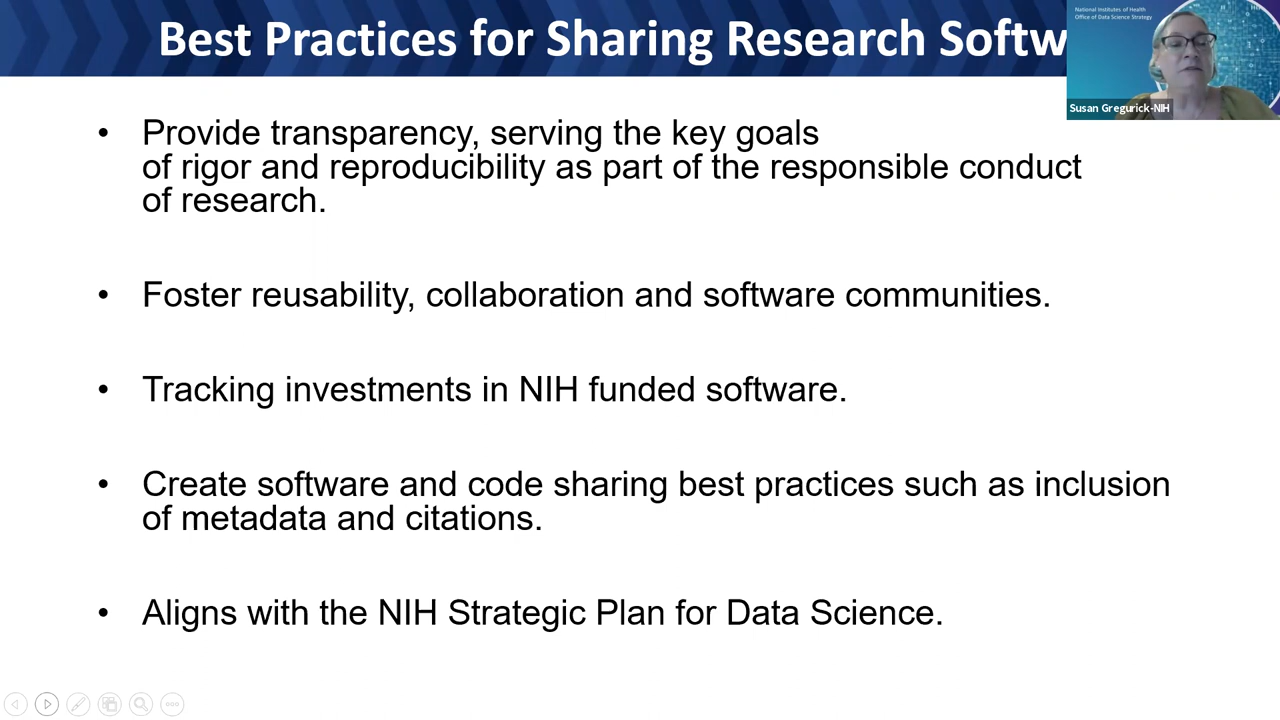 Best Practices for Sharing Research Softw
National Institutes of Health
Office of Data Science Strategy
Susan Gregurick-NIH
• Provide transparency, serving the key goals
of rigor and reproducibility as part of the responsible conduct
of research.
• Foster reusability, collaboration and software communities.
• Tracking investments in NIH funded software.
• Create software and code sharing best practices such as inclusion
of metadata and citations.
• Aligns with the NIH Strategic Plan for Data Science.